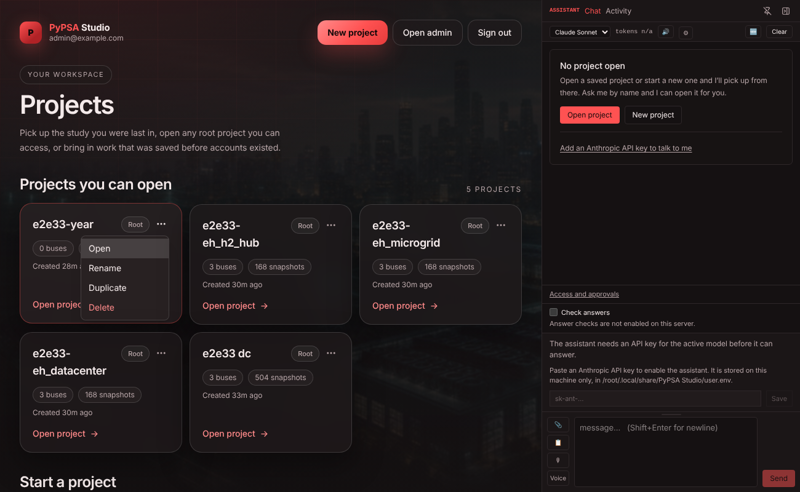 P
PyPSA Studio
admin@example.com
New project
Open admin
Sign out
YOUR WORKSPACE
Projects
Pick up the study you were last in, open any root project you can
access, or bring in work that was saved before accounts existed.
Projects you can open
5 PROJECTS
e2e33-year
Root
0 buses
Created 28m
Open
Rename
Duplicate
Delete
e2e33-
eh_h2_hub
Root
3 buses
168 snapshots
Created 30m ago
Open project →
e2e33-
eh_microgrid
Root
3 buses
168 snapshots
Created 30m ago
Open project →
e2e33-
eh_datacenter
Root
3 buses
168 snapshots
Created 30m ago
Open project →
e2e33 dc
Root
3 buses
504 snapshots
Created 33m ago
Open project →
Start a project
ASSISTANT Chat Activity
Claude Sonnet
tokens n/a
Clear
No project open
Open a saved project or start a new one and I'll pick up from
there. Ask me by name and I can open it for you.
Open project
New project
Add an Anthropic API key to talk to me
Access and approvals
Check answers
Answer checks are not enabled on this server.
The assistant needs an API key for the active model before it can
answer.
Paste an Anthropic API key to enable the assistant. It is stored on this
machine only, in /root/.local/share/PyPSA Studio/user.env.
sk-ant-...
Save
message... (Shift+Enter for newline)
Voice
Send